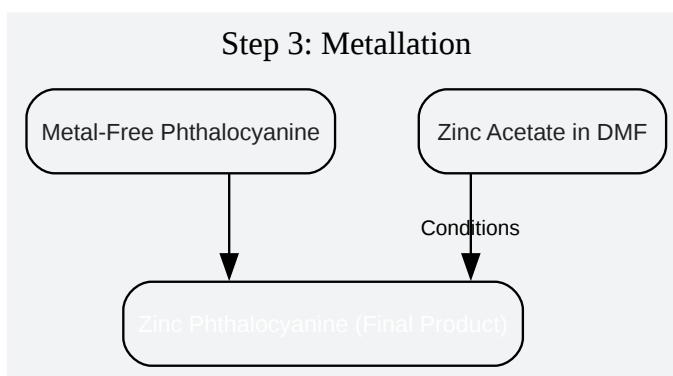 Step 3: Metallation
Metal-Free Phthalocyanine
Zinc Acetate in DMF
Conditions
Zinc Phthalocyanine (Final Product)